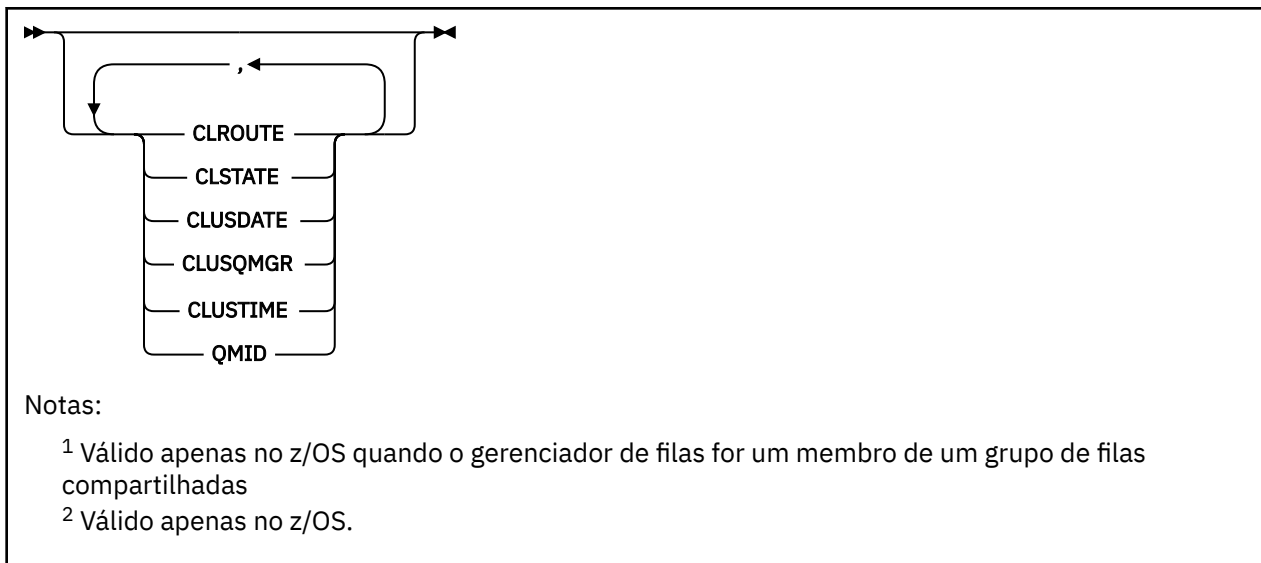 ,
CLROUTE
CLSTATE
CLUSDATE
CLUSQMGR
CLUSTIME
QMID
Notas:
1 Válido apenas no z/OS quando o gerenciador de filas for um membro de um grupo de filas
compartilhadas
2 Válido apenas no z/OS.